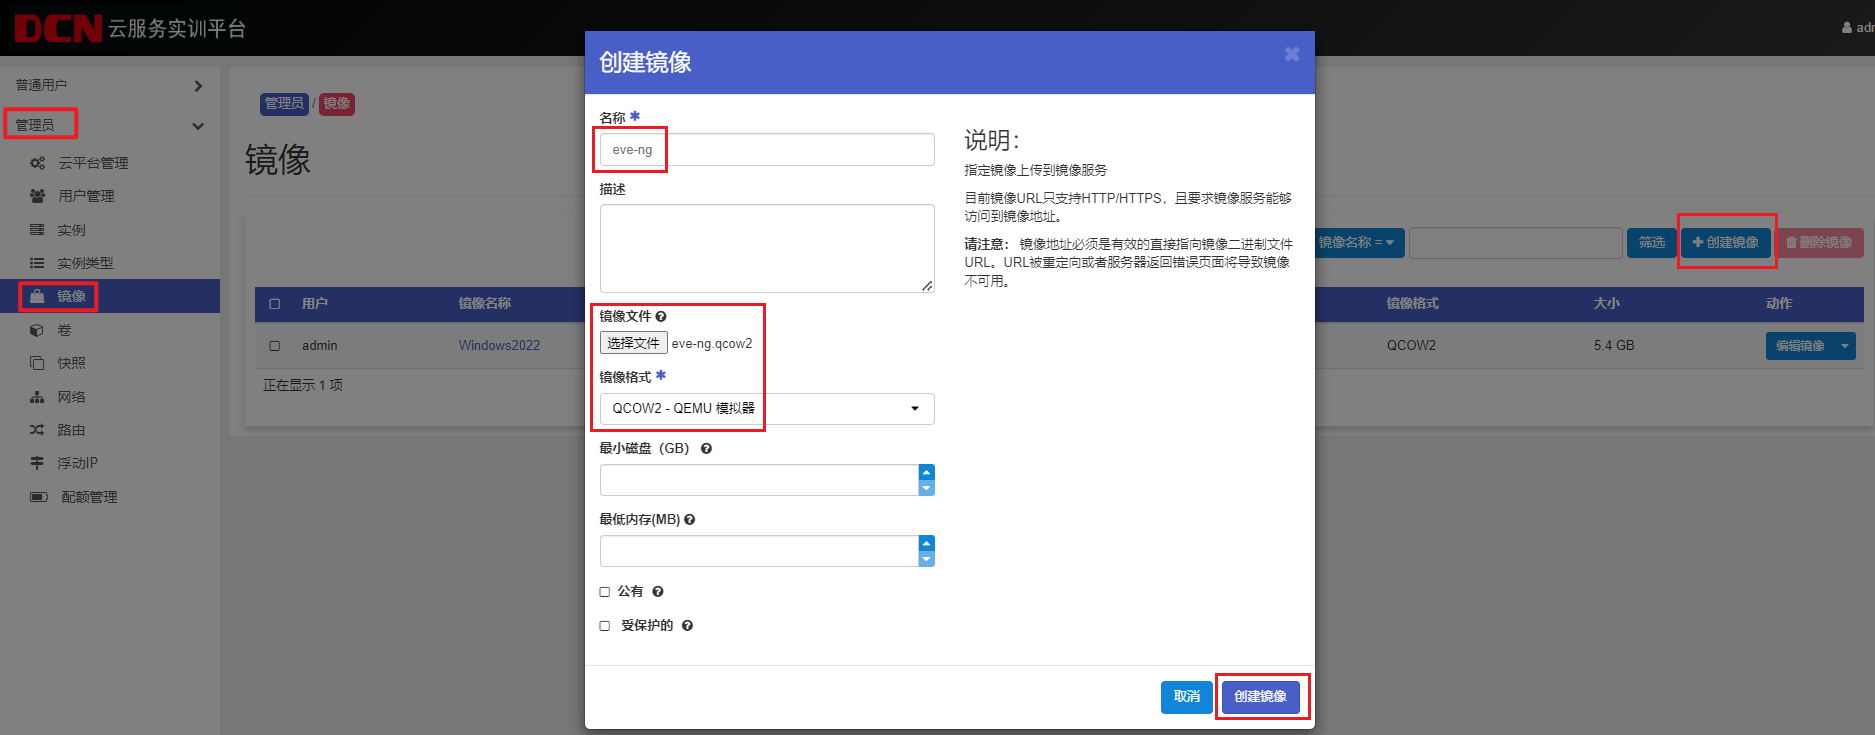 DCN 云服务实训平台
普通用户
管理员
云平台管理
用户管理
实例
实例类型
镜像
卷
快照
网络
路由
浮动IP
配额管理
管理员 / 镜像
镜像
镜像名称 =
筛选
创建镜像
删除镜像
用户
镜像名称
镜像格式
大小
动作
admin
Windows2022
QCOW2
5.4 GB
编辑镜像
正在显示 1 项
创建镜像
名称 *
eve-ng
描述
镜像文件
选择文件 eve-ng.qcow2
镜像格式 *
QCOW2 - QEMU 模拟器
最小磁盘（GB）
最低内存(MB)
公有
受保护的
说明：
指定镜像上传到镜像服务
目前镜像URL只支持HTTP/HTTPS，且要求镜像服务能够
访问到镜像地址。
请注意： 镜像地址必须是有效的直接指向镜像二进制文件
URL。URL被重定向或者服务器返回错误页面将导致镜像
不可用。
取消
创建镜像